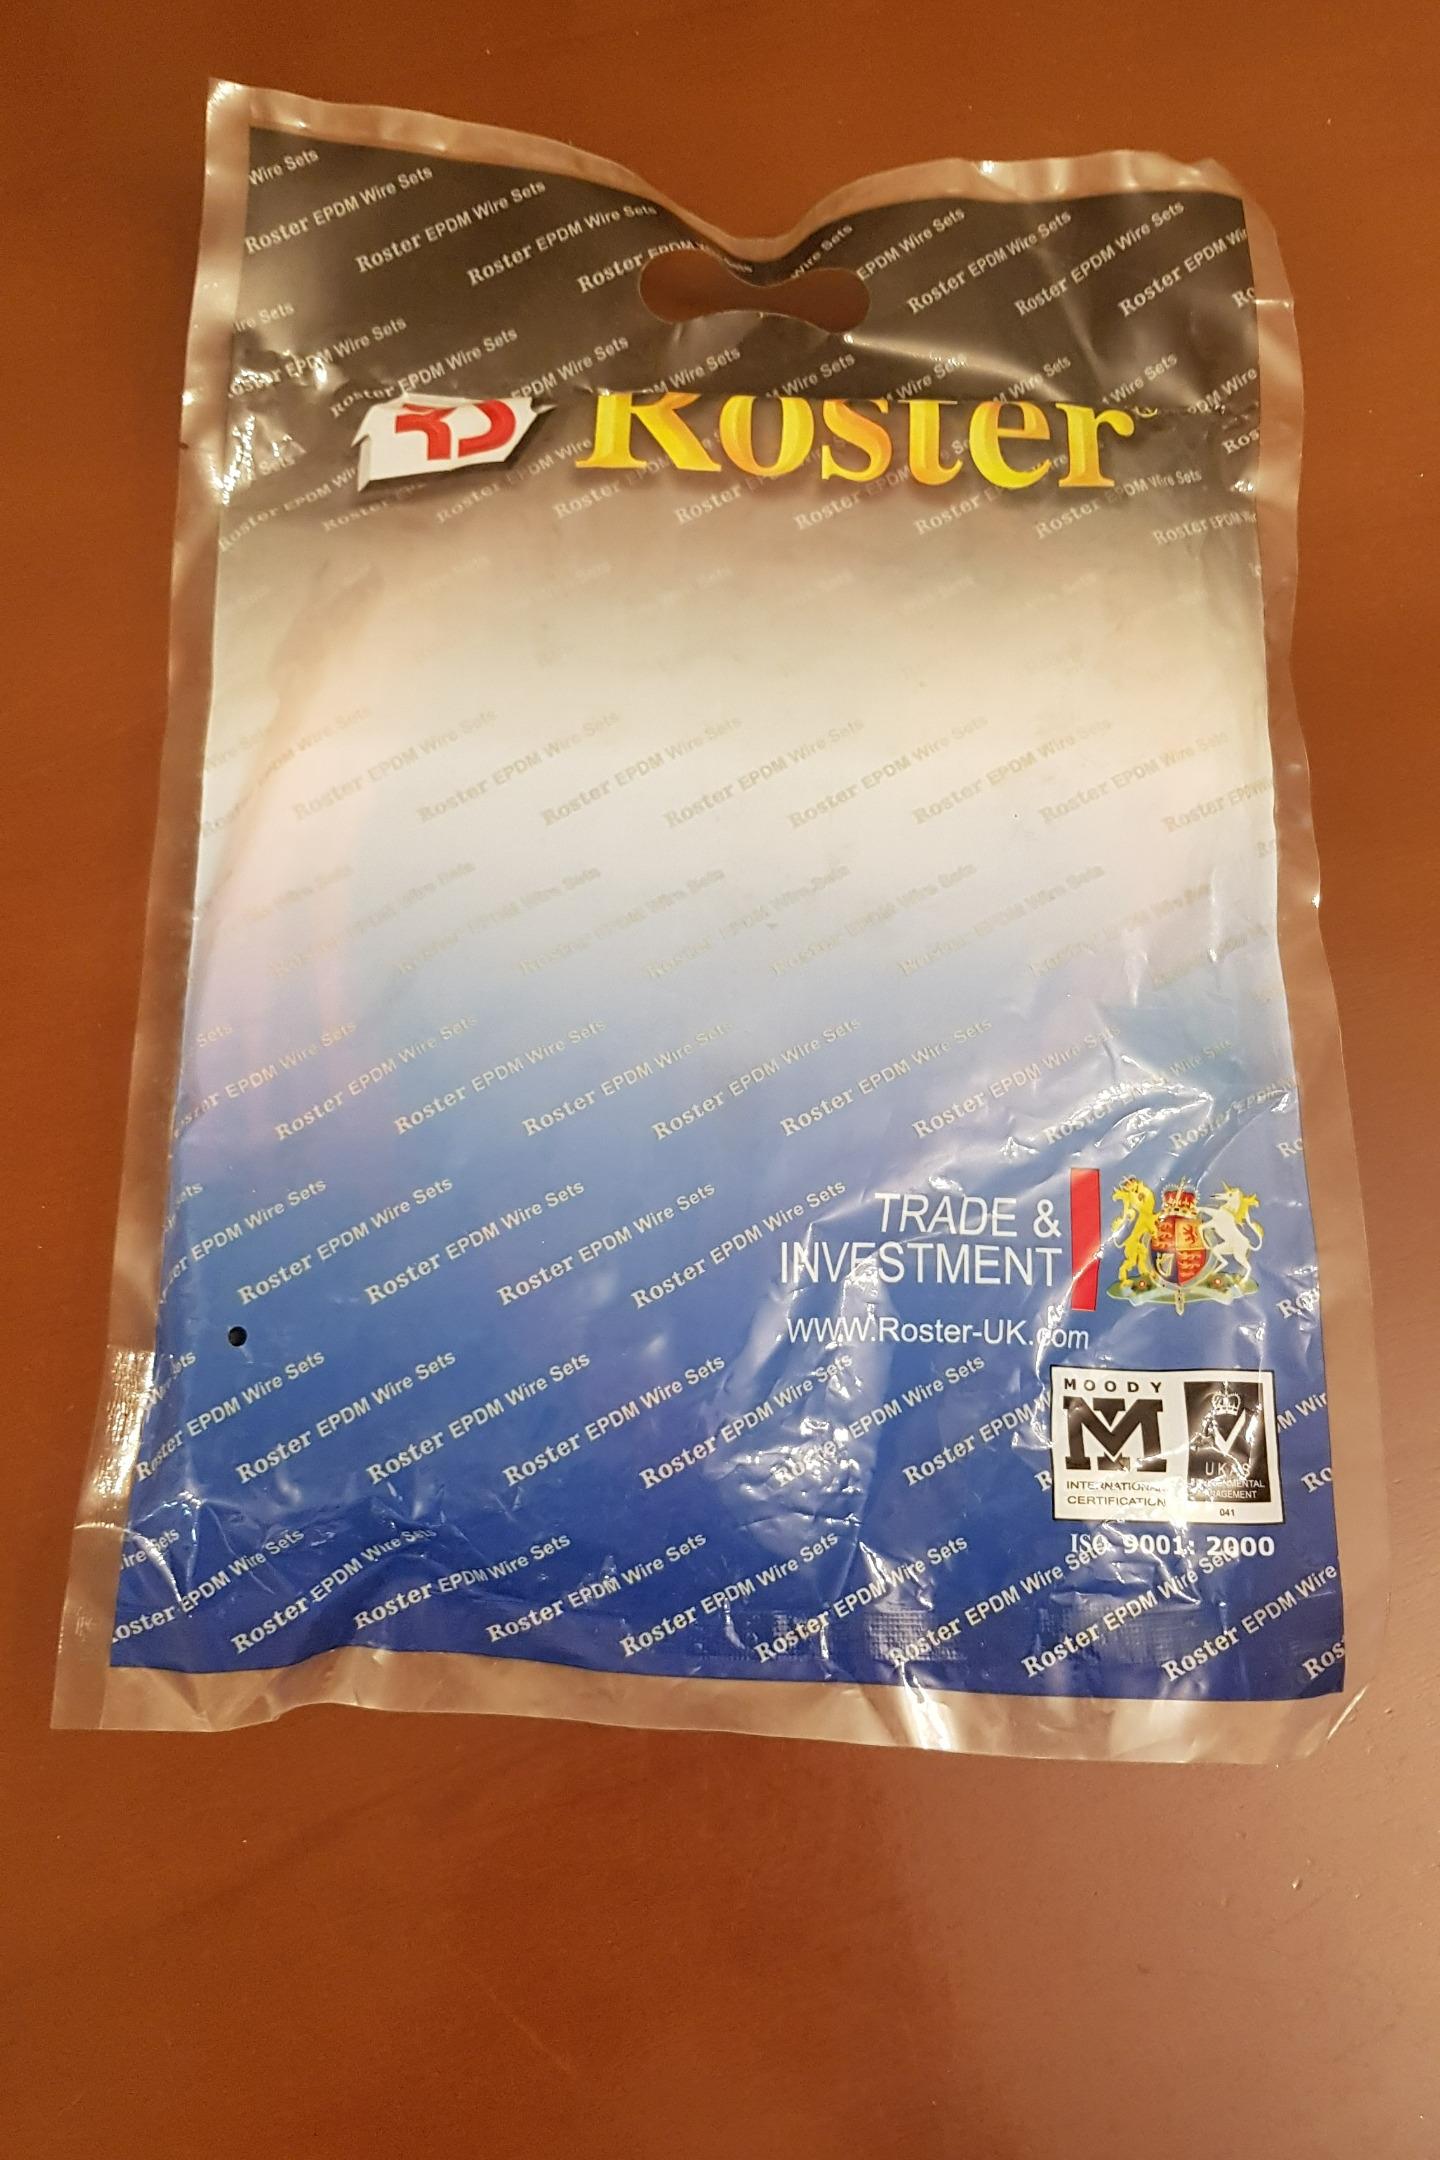 Roster®
Roster EPDM Wire Sets
TRADE &
INVESTMENT
www.Roster-UK.com
MOODY
INTERNATIONAL
CERTIFICATION
UKAS
MANAGEMENT
041
ISO 9001: 2000